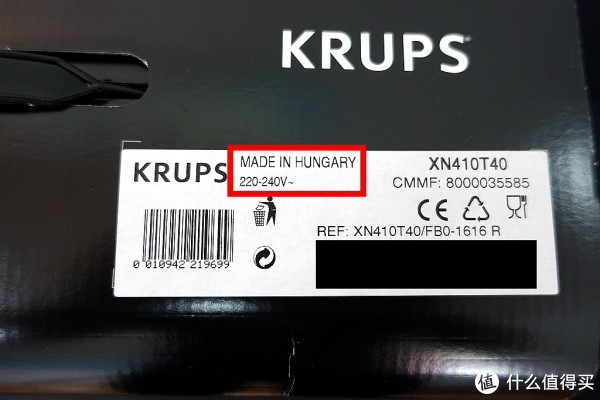 KRUPS
KRUPS
MADE IN HUNGARY
220-240V~
XN410T40
CMMF: 8000035585
CE
REF: XN410T40/FB0-1616 R
0 010942 219699
值 什么值得买